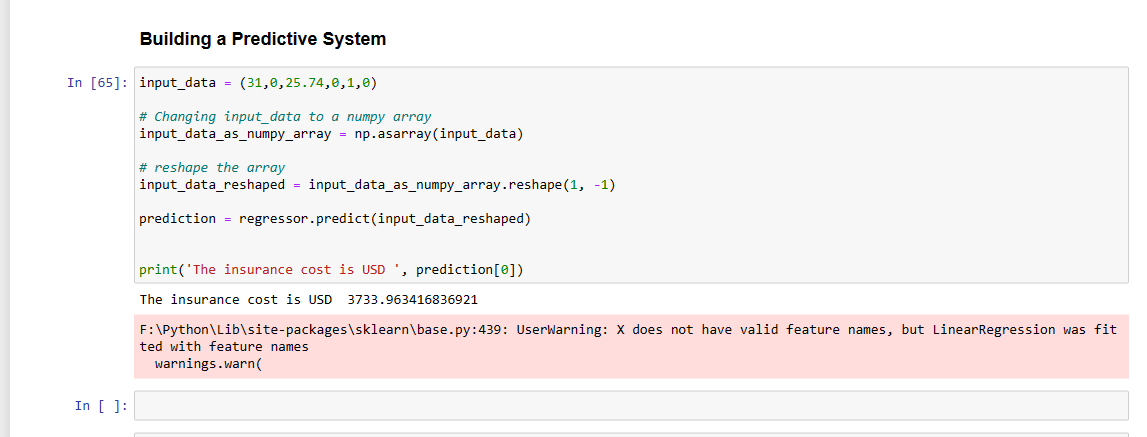 Building a Predictive System
In [65]: input_data = (31,0,25.74,0,1,0)
# Changing input_data to a numpy array
input_data_as_numpy_array = np.asarray(input_data)
# reshape the array
input_data_reshaped = input_data_as_numpy_array.reshape(1, -1)
prediction = regressor.predict(input_data_reshaped)
print('The insurance cost is USD ', prediction[0])
The insurance cost is USD  3733.963416836921
F:\Python\Lib\site-packages\sklearn\base.py:439: UserWarning: X does not have valid feature names, but LinearRegression was fit
ted with feature names
  warnings.warn(
In [ ]: